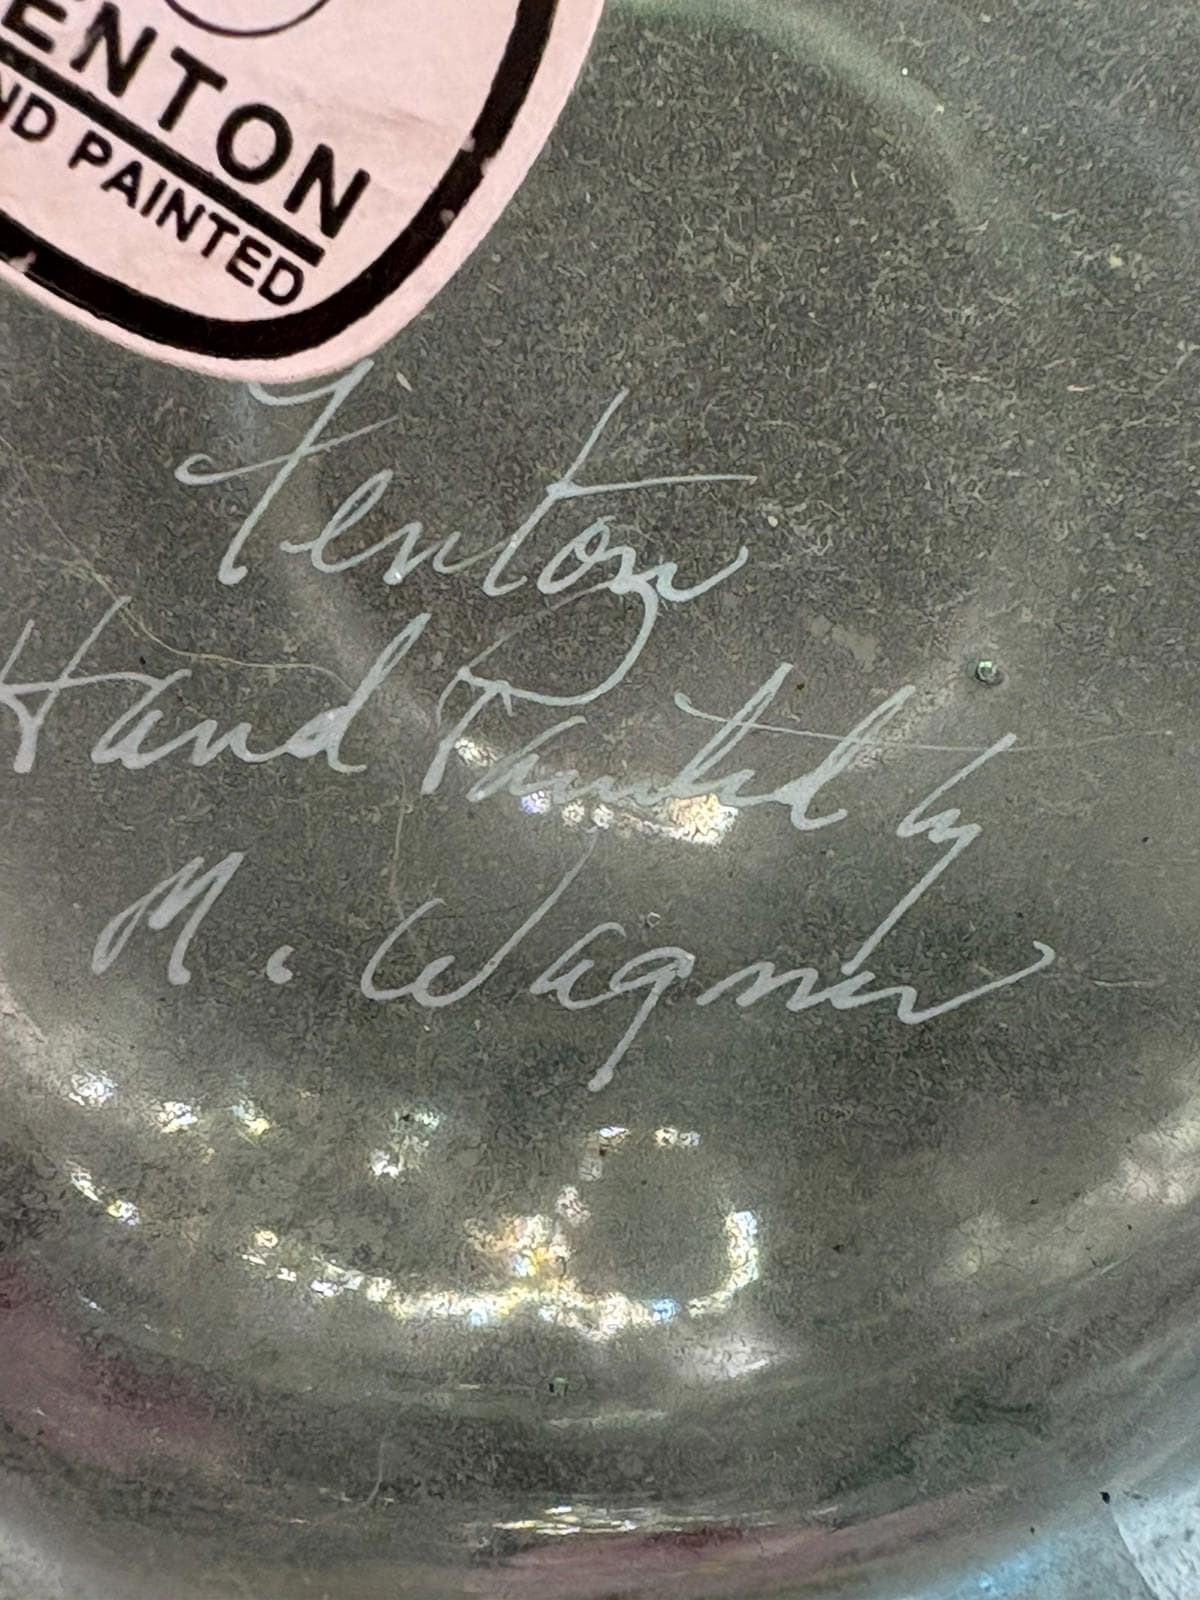 ENTON
ND PAINTED
Fenton
Hand Painted by
M. Wagner